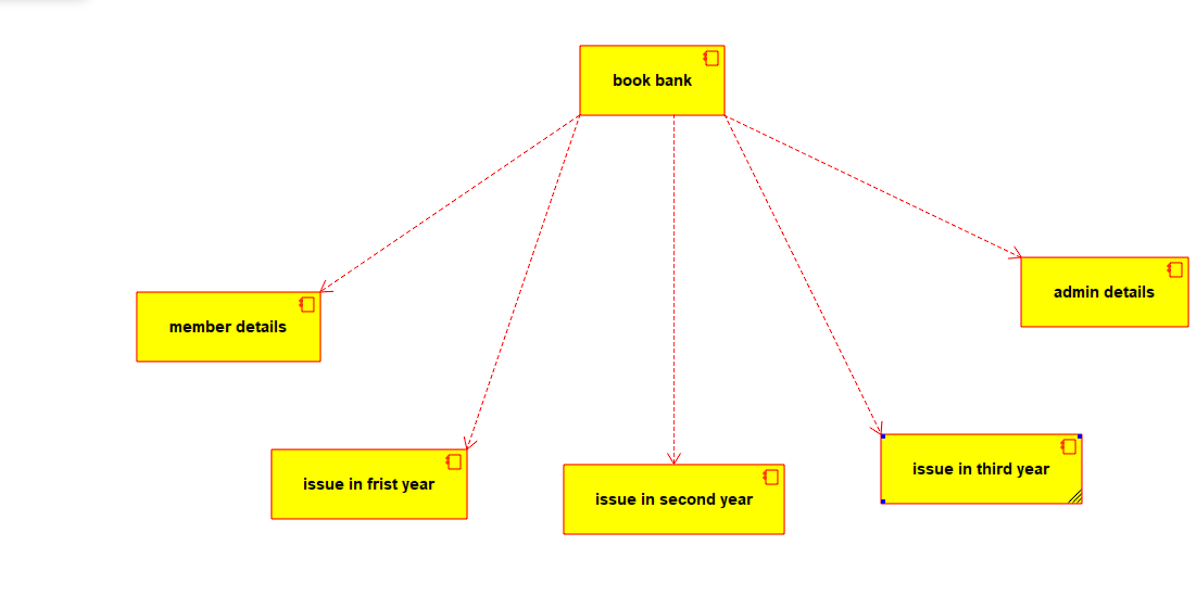 book bank
admin details
member details
issue in third year
issue in frist year
issue in second year